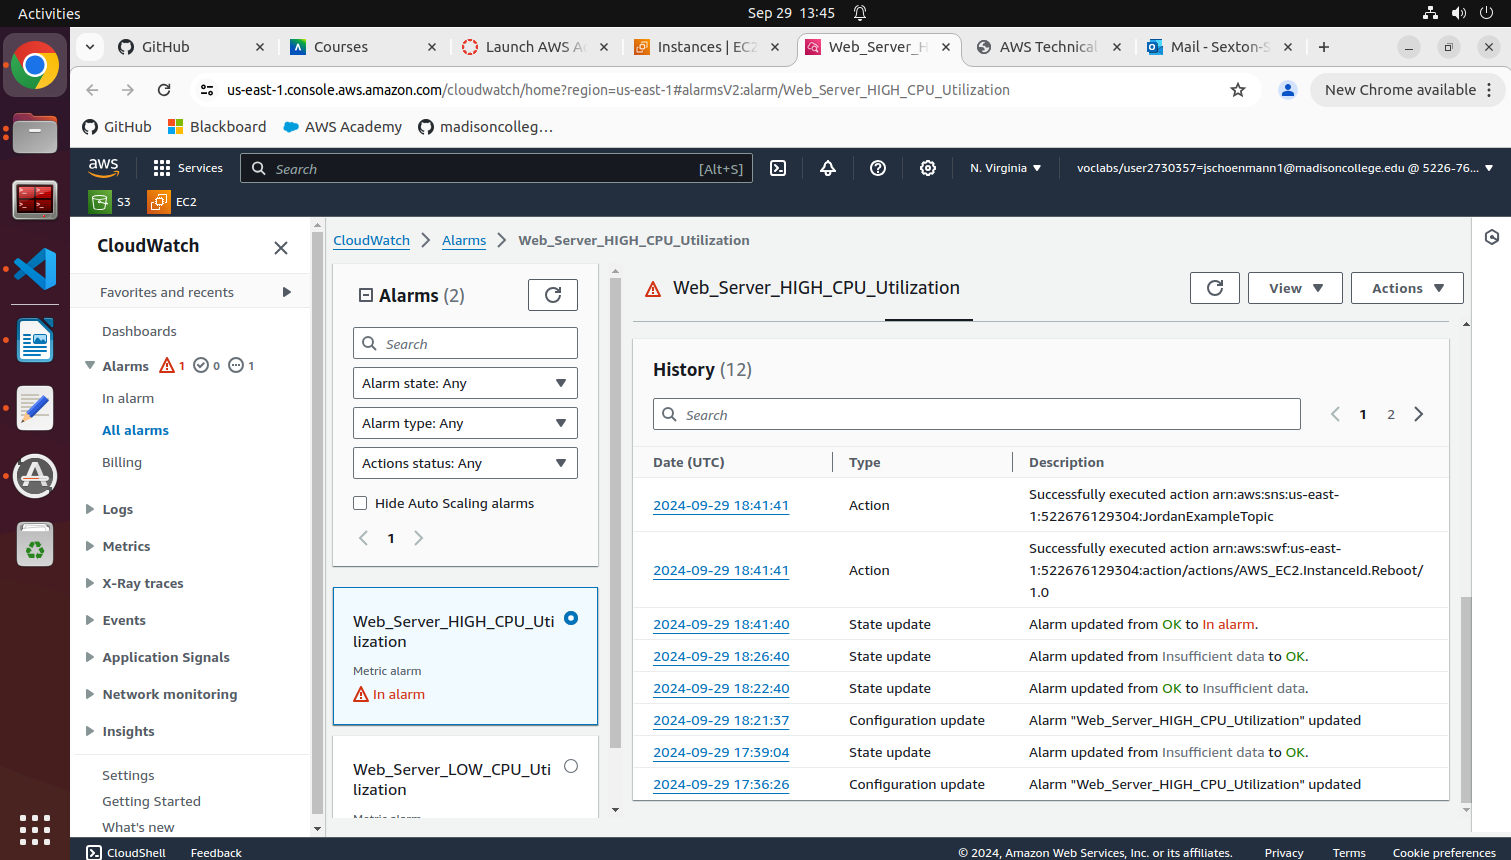 Activities
Sep 29 13:45
GitHub
Courses
Launch AWS Ac
Instances | EC2
Web_Server_H
AWS Technical
Mail - Sexton-S
us-east-1.console.aws.amazon.com/cloudwatch/home?region=us-east-1#alarmsV2:alarm/Web_Server_HIGH_CPU_Utilization
New Chrome available
GitHub
Blackboard
AWS Academy
madisoncolleg…
aws
Services
Search
[Alt+S]
N. Virginia
voclabs/user2730357=jschoenmann1@madisoncollege.edu @ 5226-76...
S3
EC2
CloudWatch
Favorites and recents
Dashboards
Alarms 1 0 1
In alarm
All alarms
Billing
Logs
Metrics
X-Ray traces
Events
Application Signals
Network monitoring
Insights
Settings
Getting Started
What's new
CloudWatch
Alarms
Web_Server_HIGH_CPU_Utilization
Alarms (2)
Search
Alarm state: Any
Alarm type: Any
Actions status: Any
Hide Auto Scaling alarms
1
Web_Server_HIGH_CPU_Uti
lization
Metric alarm
In alarm
Web_Server_LOW_CPU_Uti
lization
Metric alarm
Web_Server_HIGH_CPU_Utilization
View
Actions
History (12)
Search
1 2
Date (UTC) Type Description
2024-09-29 18:41:41 Action Successfully executed action arn:aws:sns:us-east-
1:522676129304:JordanExampleTopic
2024-09-29 18:41:41 Action Successfully executed action arn:aws:swf:us-east-
1:522676129304:action/actions/AWS_EC2.InstanceId.Reboot/
1.0
2024-09-29 18:41:40 State update Alarm updated from OK to In alarm.
2024-09-29 18:26:40 State update Alarm updated from Insufficient data to OK.
2024-09-29 18:22:40 State update Alarm updated from OK to Insufficient data.
2024-09-29 18:21:37 Configuration update Alarm "Web_Server_HIGH_CPU_Utilization" updated
2024-09-29 17:39:04 State update Alarm updated from Insufficient data to OK.
2024-09-29 17:36:26 Configuration update Alarm "Web_Server_HIGH_CPU_Utilization" updated
CloudShell
Feedback
© 2024, Amazon Web Services, Inc. or its affiliates.
Privacy
Terms
Cookie preferences